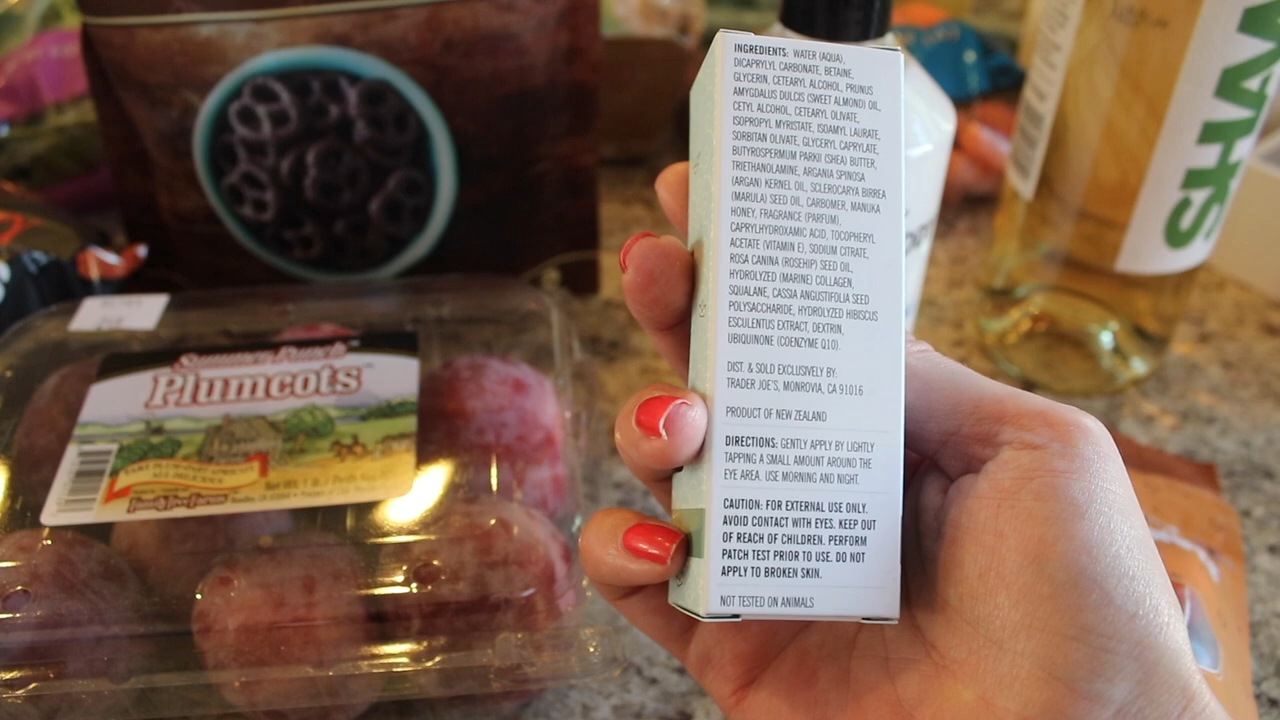 INGREDIENTS: WATER (AQUA),
DICAPRYLYL CARBONATE, BETAINE,
GLYCERIN, CETEARYL ALCOHOL, PRUNUS
AMYGDALUS DULCIS (SWEET ALMOND) OIL,
CETYL ALCOHOL, CETEARYL OLIVATE,
ISOPROPYL MYRISTATE, ISOAMYL LAURATE,
SORBITAN OLIVATE, GLYCERYL CAPRYLATE,
BUTYROSPERMUM PARKII (SHEA) BUTTER,
TRIETHANOLAMINE, ARGANIA SPINOSA
(ARGAN) KERNEL OIL, SCLEROCARYA BIRREA
(MARULA) SEED OIL, CARBOMER, MANUKA
HONEY, FRAGRANCE (PARFUM),
CAPRYLHYDROXAMIC ACID, TOCOPHERYL
ACETATE (VITAMIN E), SODIUM CITRATE,
ROSA CANINA (ROSEHIP) SEED OIL,
HYDROLYZED (MARINE) COLLAGEN,
SQUALANE, CASSIA ANGUSTIFOLIA SEED
POLYSACCHARIDE, HYDROLYZED HIBISCUS
ESCULENTUS EXTRACT, DEXTRIN,
UBIQUINONE (COENZYME Q10).
DIST. & SOLD EXCLUSIVELY BY:
TRADER JOE'S, MONROVIA, CA 91016
PRODUCT OF NEW ZEALAND
DIRECTIONS: GENTLY APPLY BY LIGHTLY
TAPPING A SMALL AMOUNT AROUND THE
EYE AREA. USE MORNING AND NIGHT.
CAUTION: FOR EXTERNAL USE ONLY.
AVOID CONTACT WITH EYES. KEEP OUT
OF REACH OF CHILDREN. PERFORM
PATCH TEST PRIOR TO USE. DO NOT
APPLY TO BROKEN SKIN.
NOT TESTED ON ANIMALS
Summer Punch
Plumcots
Family Tree Farms
SHAW